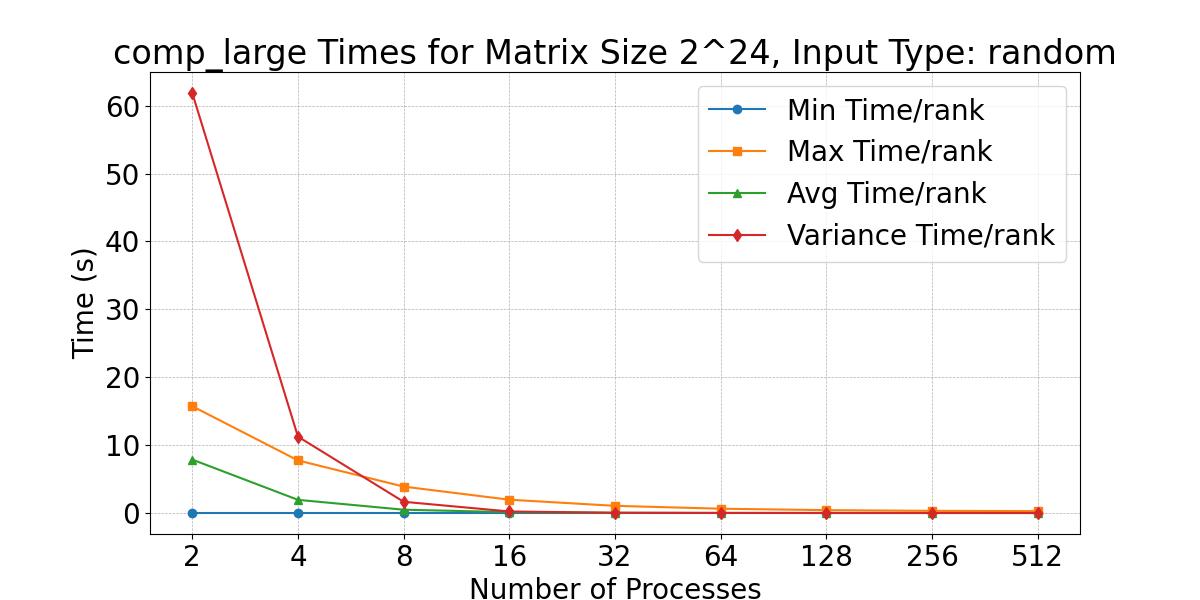 comp_large Times for Matrix Size 2^24, Input Type: random
Min Time/rank
Max Time/rank
Avg Time/rank
Variance Time/rank
Time (s)
60
50
40
30
20
10
0
2 4 8 16 32 64 128 256 512
Number of Processes